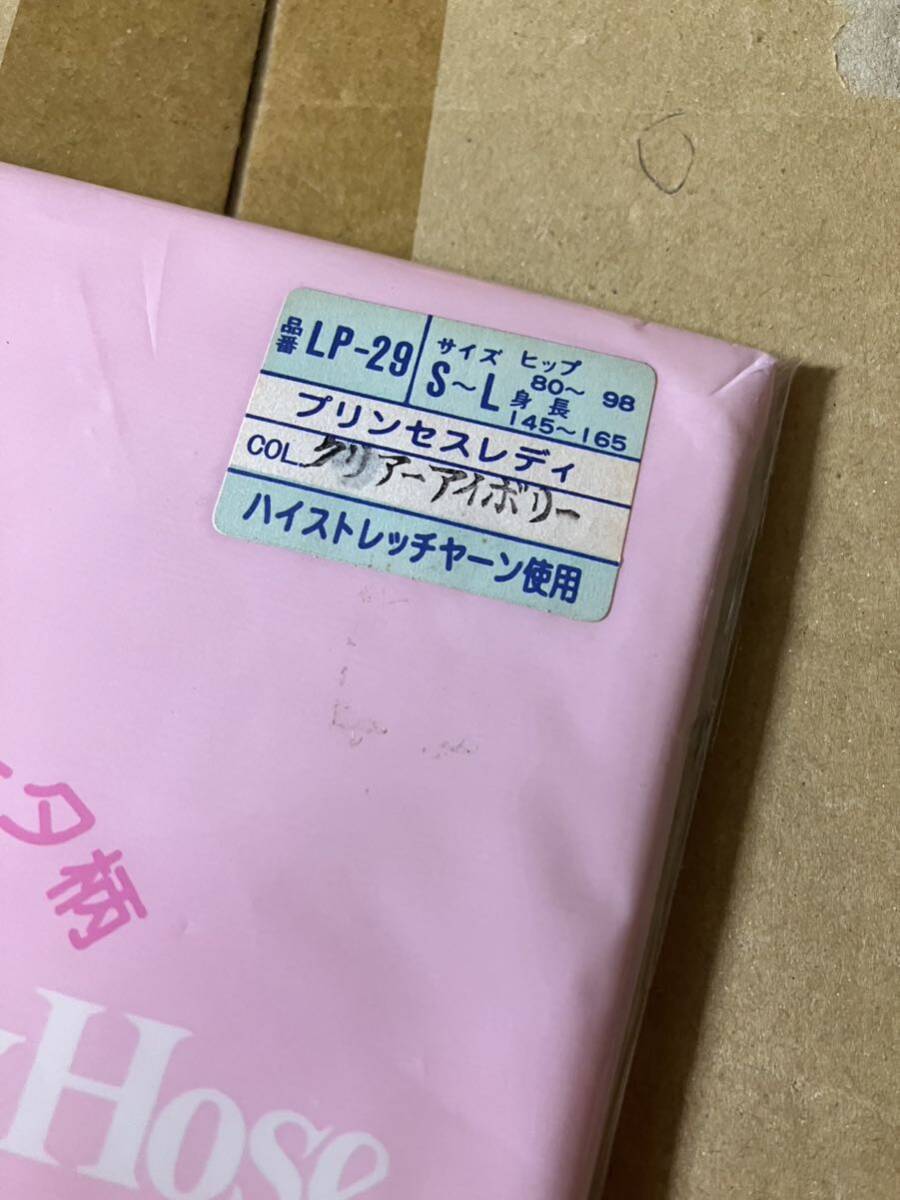 品番 LP-29
サイズ S～L
ヒップ 80～98
身長 145～165
プリンセスレディ
COL. クリアーアイボリー
ハイストレッチヤーン使用
タ柄
Hose